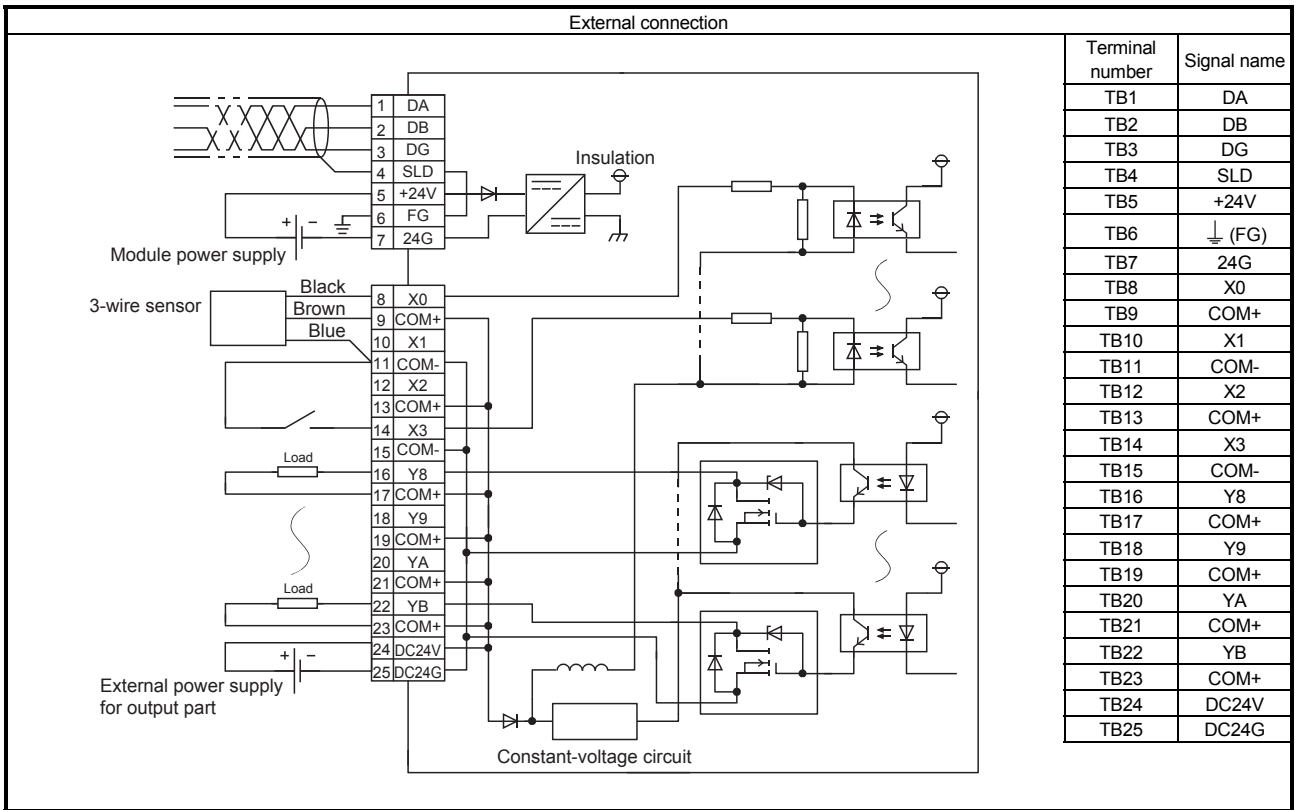 External connection
1 DA
2 DB
3 DG
4 SLD
5 +24V
6 FG
7 24G
Insulation
+ −
Module power supply
3-wire sensor
Black
Brown
Blue
8 X0
9 COM+
10 X1
11 COM-
12 X2
13 COM+
14 X3
15 COM-
16 Y8
17 COM+
18 Y9
19 COM+
20 YA
21 COM+
22 YB
23 COM+
24 DC24V
25 DC24G
Load
Load
+ −
External power supply
for output part
Constant-voltage circuit
Terminal number Signal name
TB1 DA
TB2 DB
TB3 DG
TB4 SLD
TB5 +24V
TB6 (FG)
TB7 24G
TB8 X0
TB9 COM+
TB10 X1
TB11 COM-
TB12 X2
TB13 COM+
TB14 X3
TB15 COM-
TB16 Y8
TB17 COM+
TB18 Y9
TB19 COM+
TB20 YA
TB21 COM+
TB22 YB
TB23 COM+
TB24 DC24V
TB25 DC24G